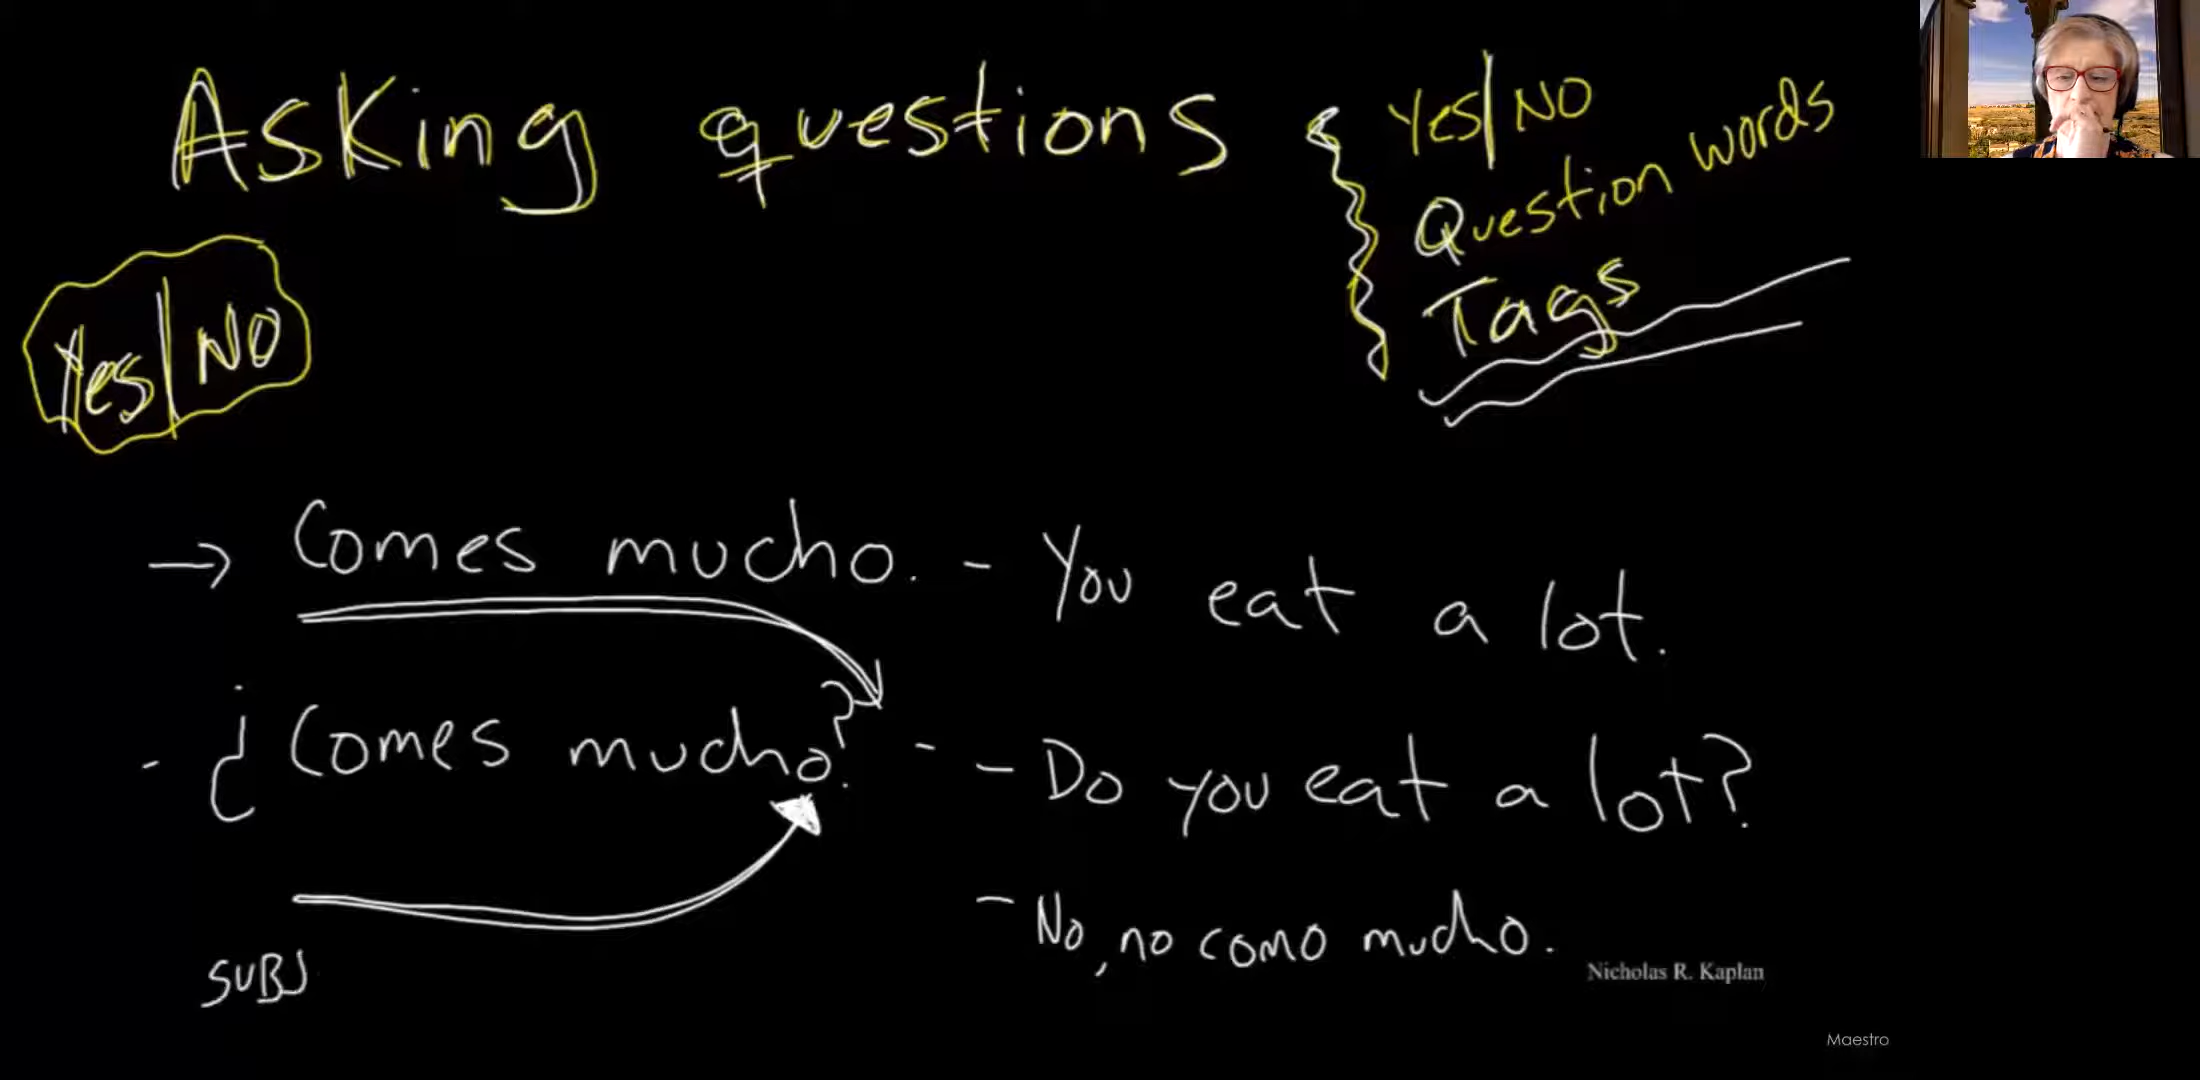 Asking questions
Yes|No
Question words
Tags
Yes|No
→ Comes mucho. - You eat a lot.
- ¿Comes mucho? - - Do you eat a lot?
- No, no como mucho.
SUBJ
Nicholas R. Kaplan
Maestro